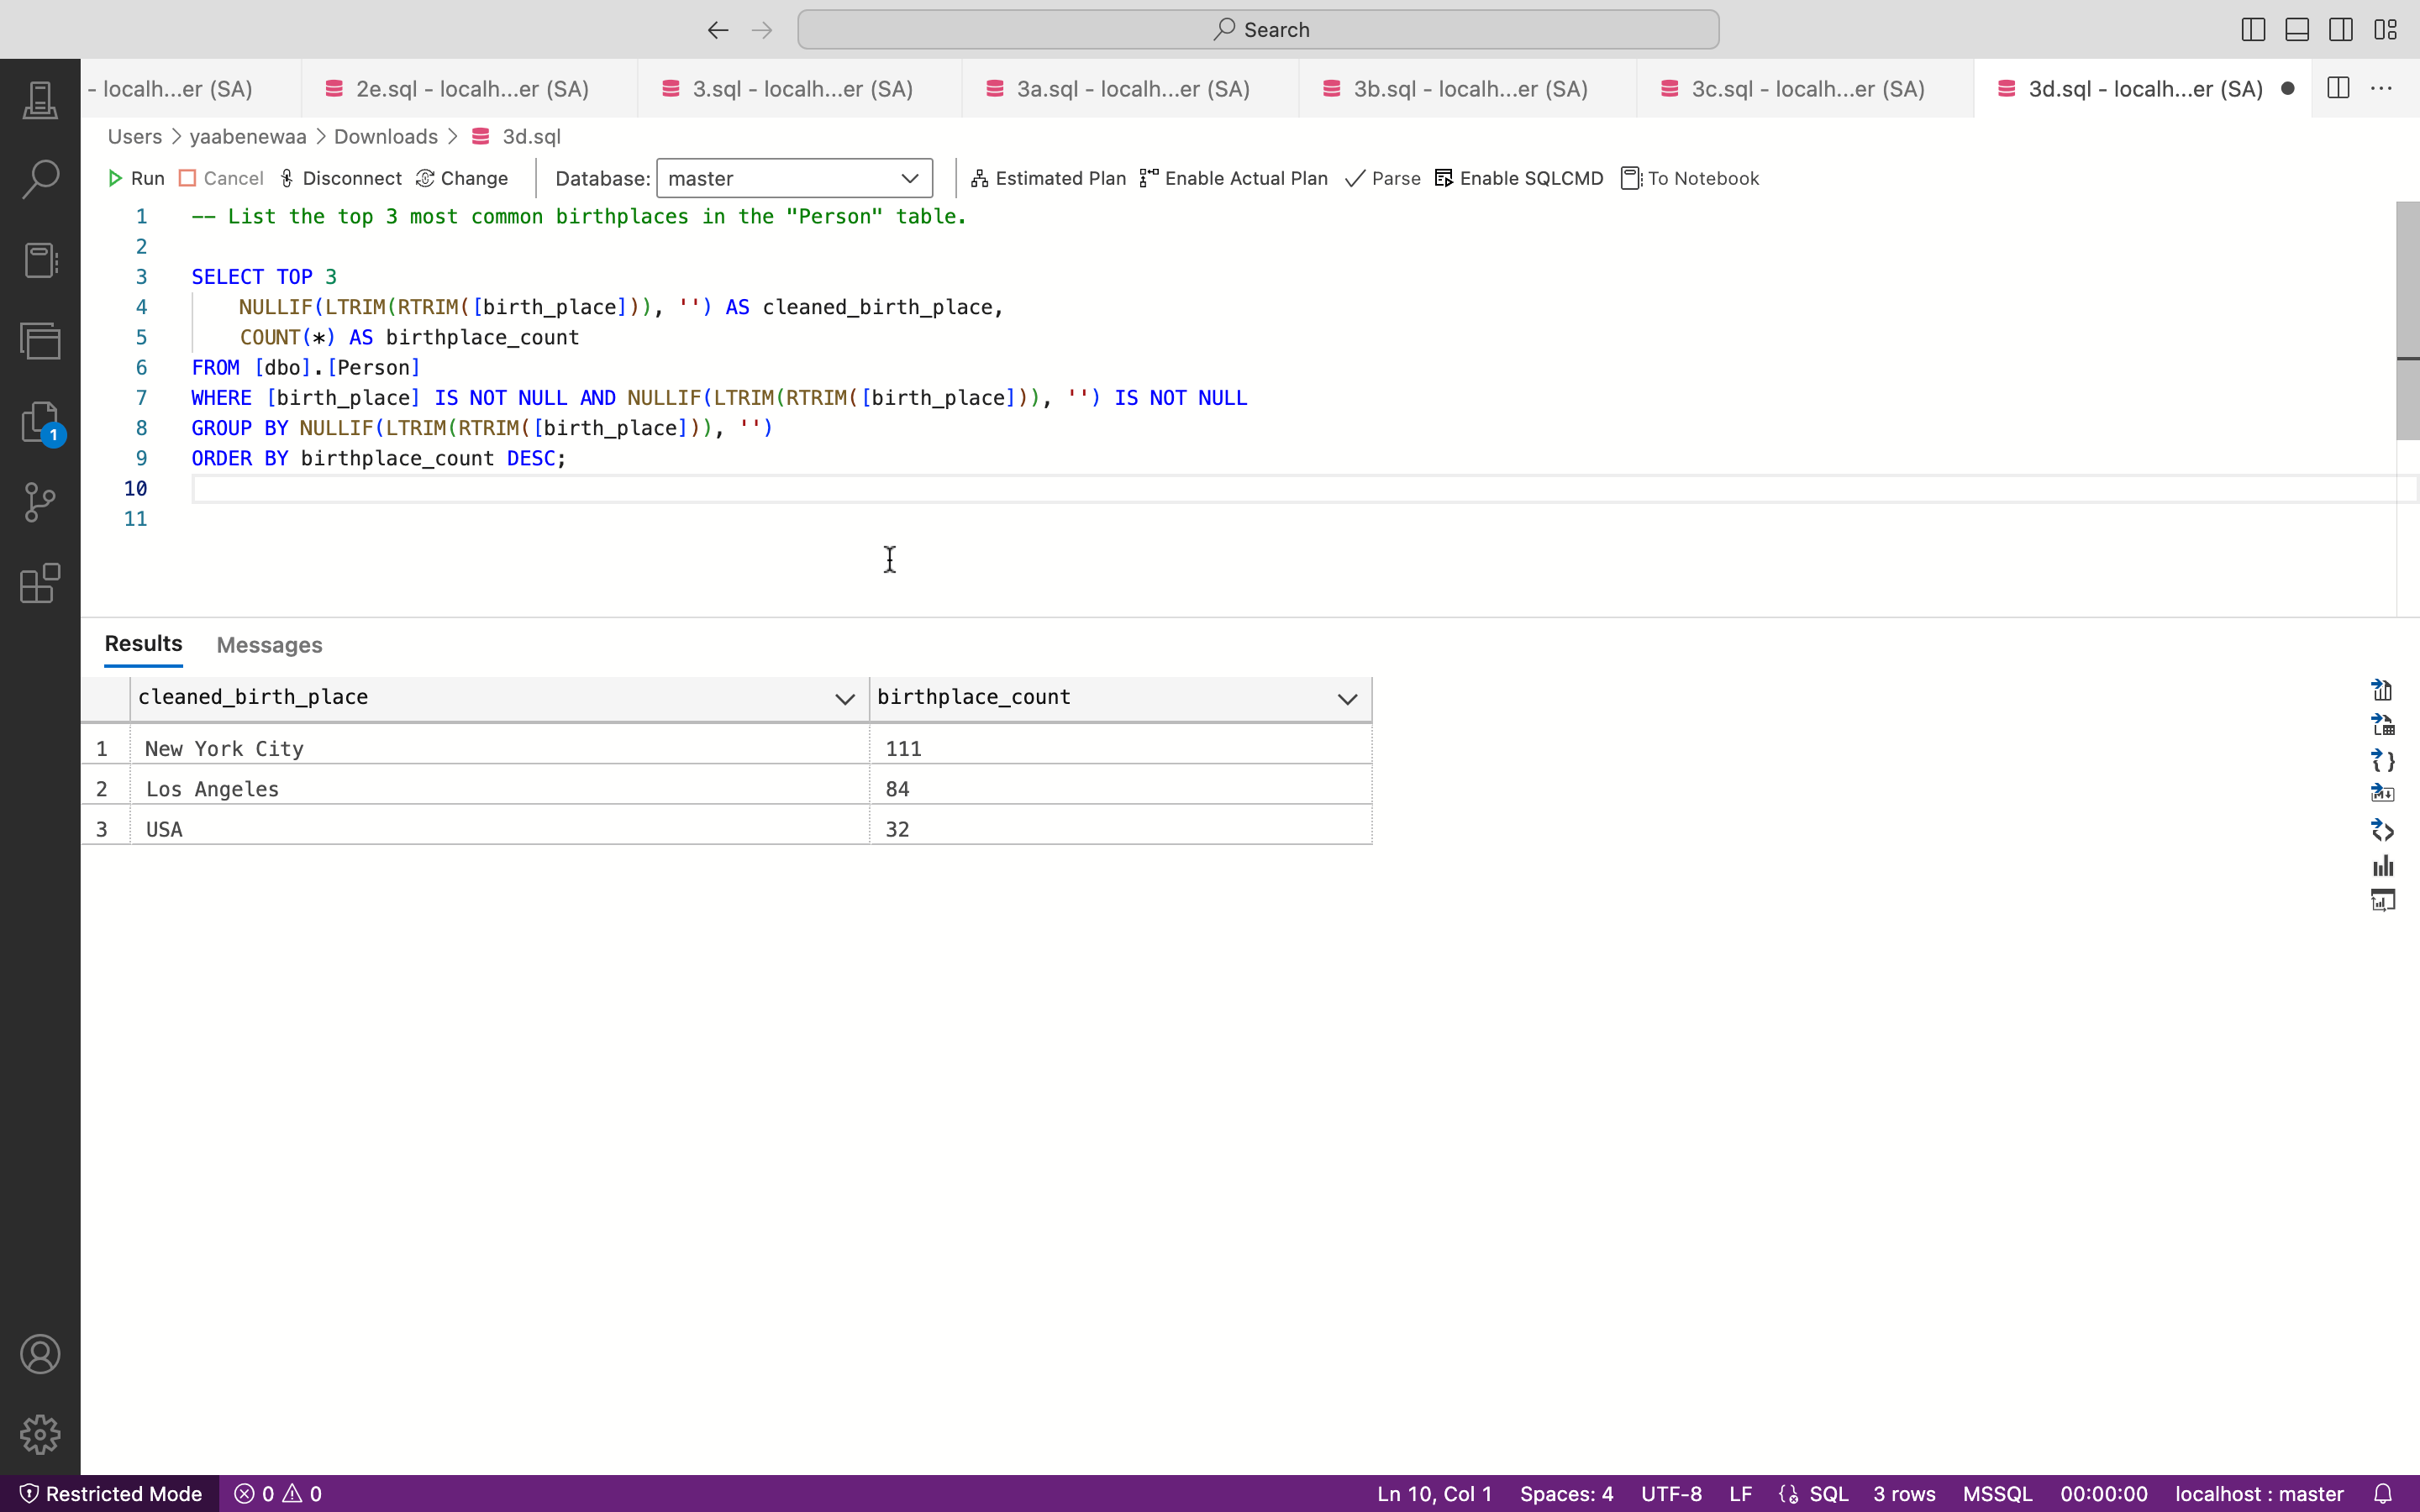 Search
- localh...er (SA) 2e.sql - localh...er (SA) 3.sql - localh...er (SA) 3a.sql - localh...er (SA) 3b.sql - localh...er (SA) 3c.sql - localh...er (SA) 3d.sql - localh...er (SA)
Users > yaabenewaa > Downloads > 3d.sql
Run Cancel Disconnect Change Database: master Estimated Plan Enable Actual Plan Parse Enable SQLCMD To Notebook
1 -- List the top 3 most common birthplaces in the "Person" table.
2
3 SELECT TOP 3
4 NULLIF(LTRIM(RTRIM([birth_place])), '') AS cleaned_birth_place,
5 COUNT(*) AS birthplace_count
6 FROM [dbo].[Person]
7 WHERE [birth_place] IS NOT NULL AND NULLIF(LTRIM(RTRIM([birth_place])), '') IS NOT NULL
8 GROUP BY NULLIF(LTRIM(RTRIM([birth_place])), '')
9 ORDER BY birthplace_count DESC;
10
11
1
Results Messages
cleaned_birth_place birthplace_count
1 New York City 111
2 Los Angeles 84
3 USA 32
Restricted Mode 0 0 Ln 10, Col 1 Spaces: 4 UTF-8 LF SQL 3 rows MSSQL 00:00:00 localhost : master